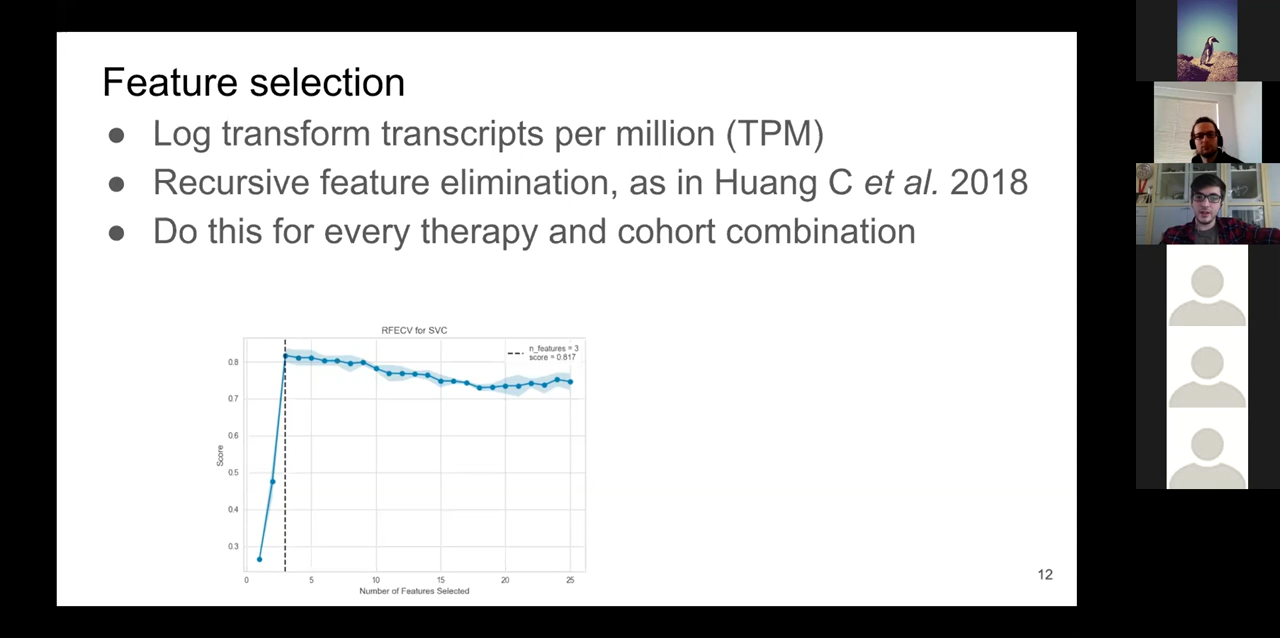 Feature selection
● Log transform transcripts per million (TPM)
● Recursive feature elimination, as in Huang C et al. 2018
● Do this for every therapy and cohort combination
RFECV for SVC
n_features = 3
score = 0.817
0.8
0.7
0.6
0.5
0.4
0.3
Score
0 5 10 15 20 25
Number of Features Selected
12